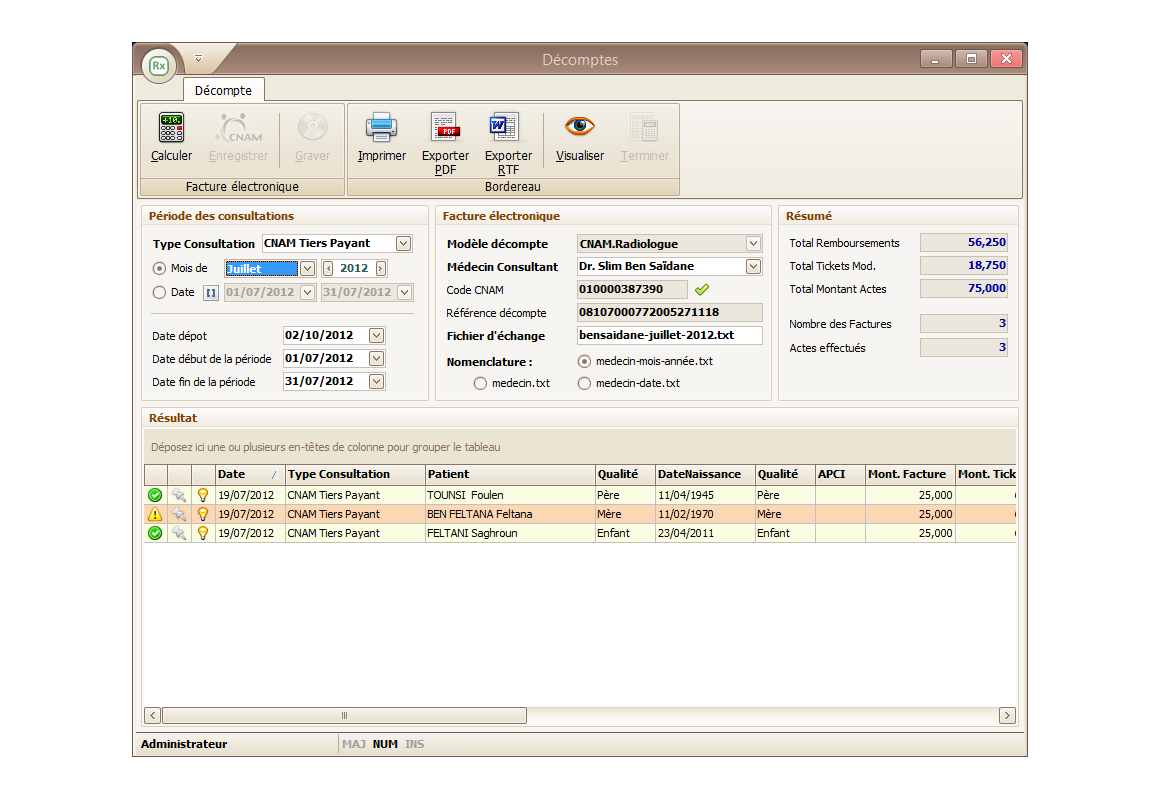 Décomptes
Rx
Décompte
Calculer
CNAM
Enregistrer
Graver
Imprimer
PDF
Exporter
PDF
Exporter
RTF
Visualiser
Terminer
Facture électronique
Bordereau
Période des consultations
Type Consultation CNAM Tiers Payant
Mois de Juillet 2012
Date 01/07/2012 31/07/2012
Date dépot 02/10/2012
Date début de la période 01/07/2012
Date fin de la période 31/07/2012
Facture électronique
Modèle décompte CNAM.Radiologue
Médecin Consultant Dr. Slim Ben Saïdane
Code CNAM 010000387390
Référence décompte 08107000772005271118
Fichier d'échange bensaidane-juillet-2012.txt
Nomenclature : medecin-mois-année.txt
medecin.txt medecin-date.txt
Résumé
Total Remboursements 56,250
Total Tickets Mod. 18,750
Total Montant Actes 75,000
Nombre des Factures 3
Actes effectués 3
Résultat
Déposez ici une ou plusieurs en-têtes de colonne pour grouper le tableau
Date Type Consultation Patient Qualité DateNaissance Qualité APCI Mont. Facture Mont. Tick
19/07/2012 CNAM Tiers Payant TOUNSI Foulen Père 11/04/1945 Père 25,000
19/07/2012 CNAM Tiers Payant BEN FELTANA Feltana Mère 11/02/1970 Mère 25,000
19/07/2012 CNAM Tiers Payant FELTANI Saghroun Enfant 23/04/2011 Enfant 25,000
Administrateur MAJ NUM INS